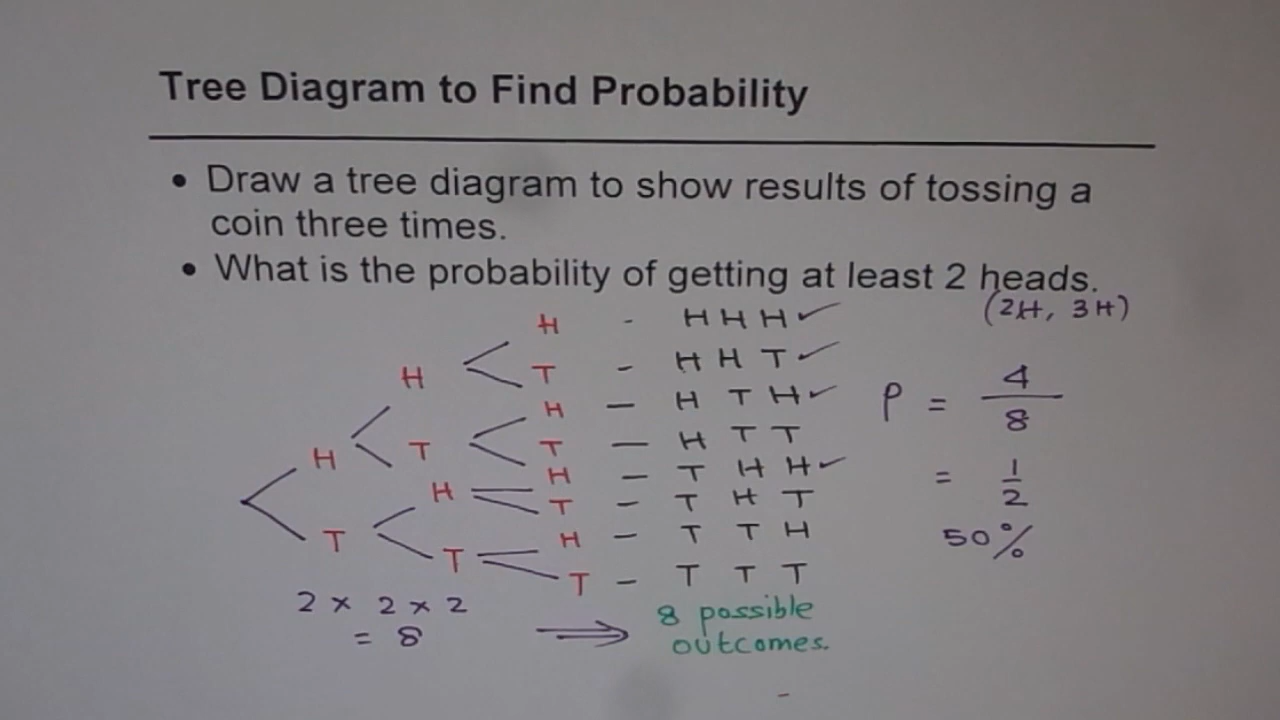 Tree Diagram to Find Probability
• Draw a tree diagram to show results of tossing a
coin three times.
• What is the probability of getting at least 2 heads.
(2H, 3H)
H - H H H ✓
H T - H H T ✓
H — H T H ✓
H T T — H T T
H H — T H H ✓
T - T H T
T H — T T H
T T - T T T
2 x 2 x 2
= 8
8 possible
outcomes.
P = 4/8
= 1/2
50%